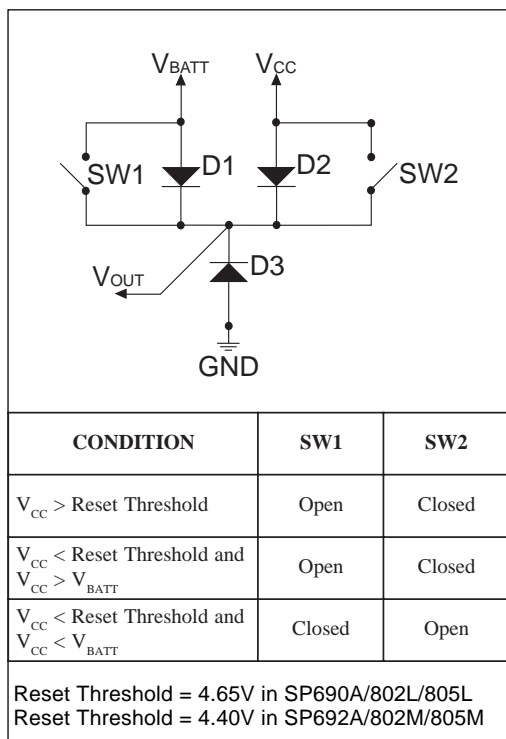 VBATT VCC
SW1 D1 D2 SW2
VOUT D3
GND
CONDITION SW1 SW2
VCC > Reset Threshold Open Closed
VCC < Reset Threshold and
VCC > VBATT Open Closed
VCC < Reset Threshold and
VCC < VBATT Closed Open
Reset Threshold = 4.65V in SP690A/802L/805L
Reset Threshold = 4.40V in SP692A/802M/805M